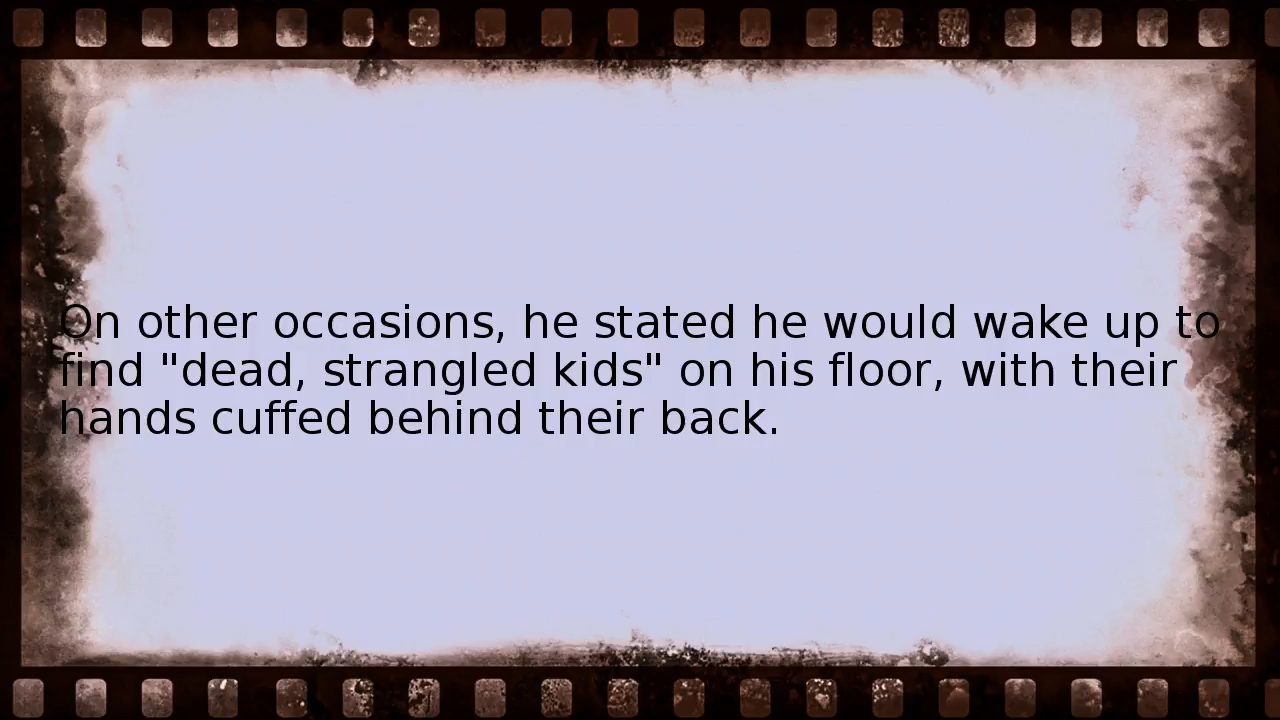 On other occasions, he stated he would wake up to
find "dead, strangled kids" on his floor, with their
hands cuffed behind their back.